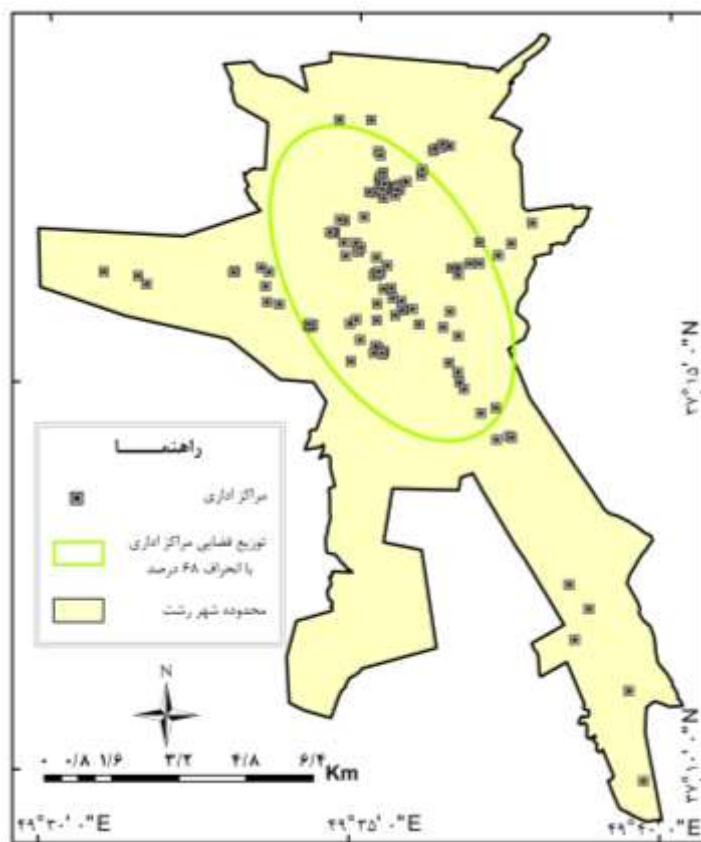 راهنمـــــا
مراکز اداری
توزیع فضایی مراکز اداری
با انحراف ۶۸ درصد
محدوده شهر رشت
N
۰ ۰/۸ ۱/۶ ۳/۲ ۴/۸ ۶/۴
Km
۳۷°۱۵'۰"N
۳۷°۱۰'۰"N
۴۹°۳۰'۰"E
۴۹°۳۵'۰"E
۴۹°۴۰'۰"E